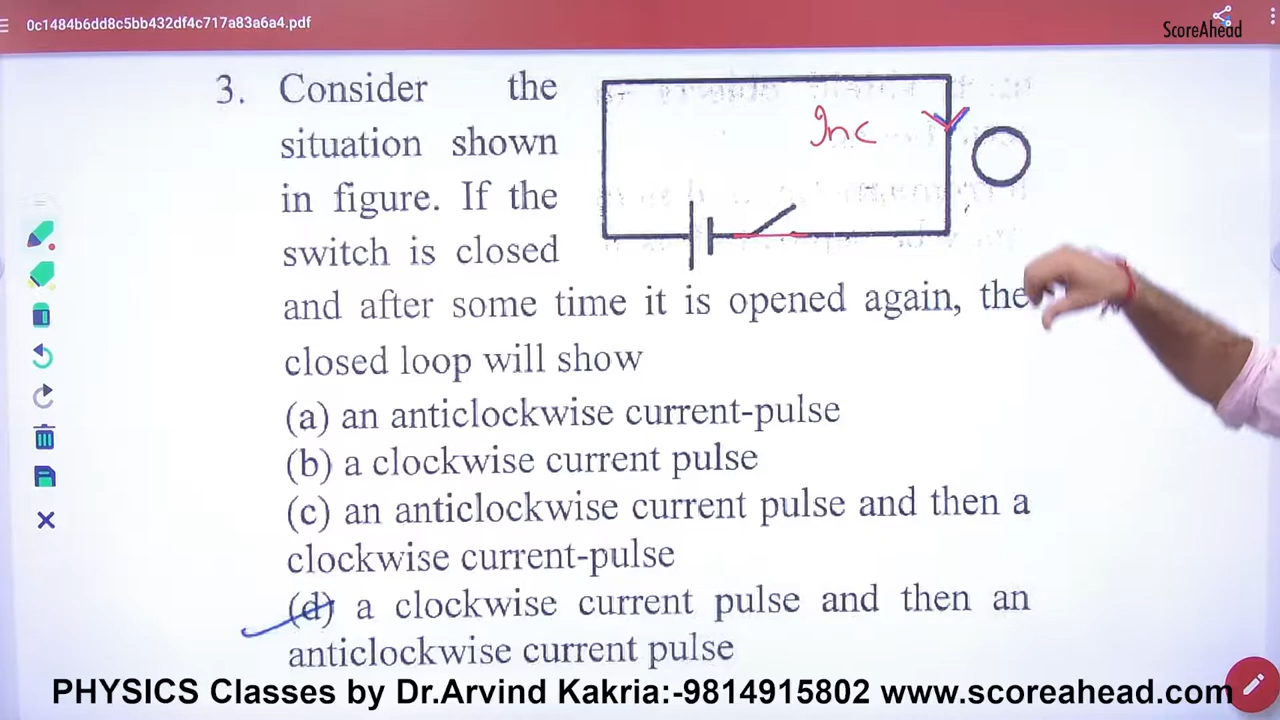 0c1484b6dd8c5bb432df4c717a83a6a4.pdf
ScoreAhead
3. Consider the
situation shown
in figure. If the
switch is closed
and after some time it is opened again, the
closed loop will show
(a) an anticlockwise current-pulse
(b) a clockwise current pulse
(c) an anticlockwise current pulse and then a
clockwise current-pulse
(d) a clockwise current pulse and then an
anticlockwise current pulse
Inc
PHYSICS Classes by Dr.Arvind Kakria:-9814915802 www.scoreahead.com